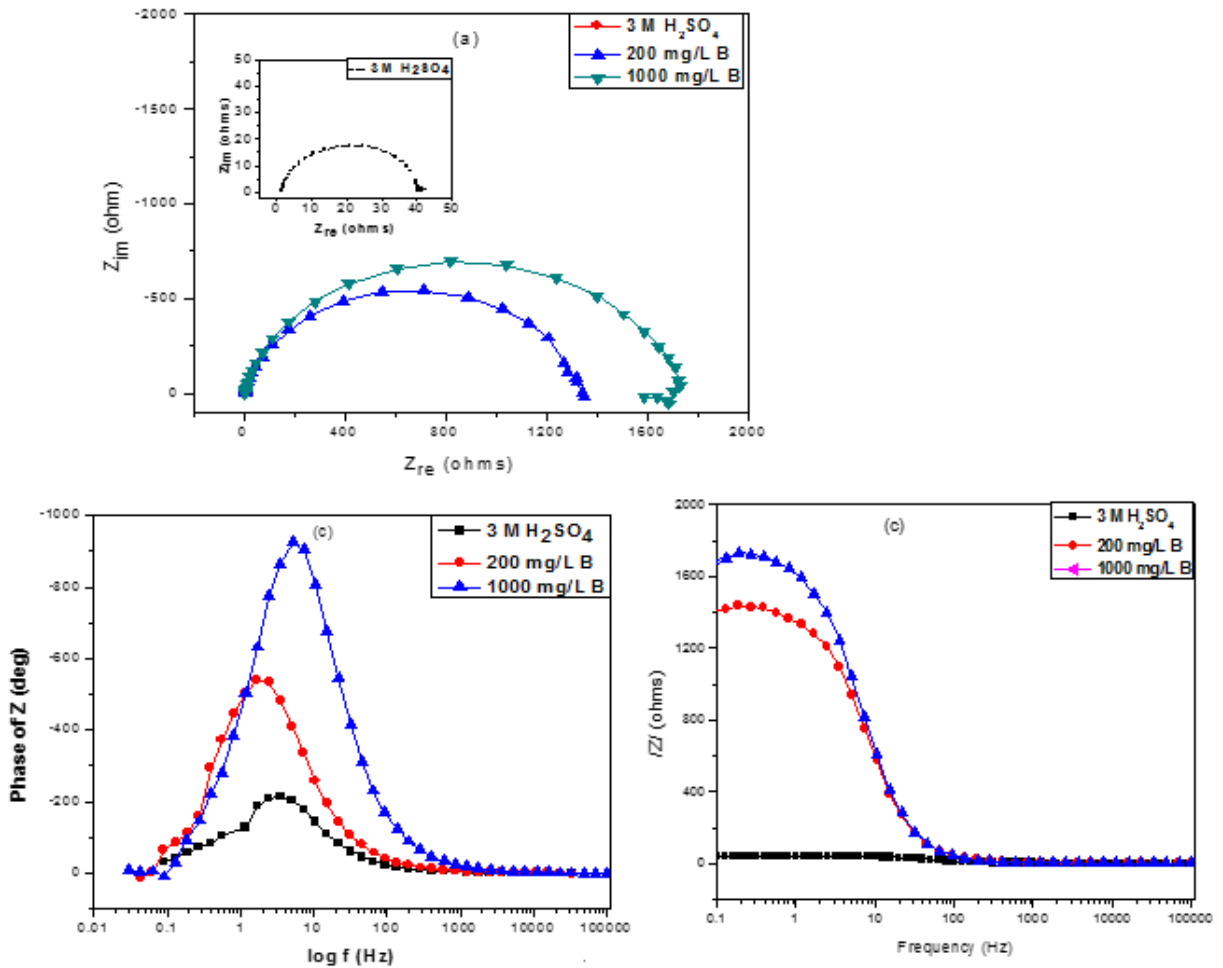 -2000
-1500
-1000
-500
0
Z_im (ohm)
(a)
3 M H₂SO₄
200 mg/L B
1000 mg/L B
50
40
30
20
10
0
Zim (ohms)
3M H₂SO₄
0 10 20 30 40 50
Z_re (ohms)
0 400 800 1200 1600 2000
Z_re (ohms)
-1000
-800
-600
-400
-200
0
Phase of Z (deg)
(c)
3 M H₂SO₄
200 mg/L B
1000 mg/L B
0.01 0.1 1 10 100 1000 10000 100000
log f (Hz)
2000
1600
1200
800
400
0
/Z/ (ohms)
(c)
3 M H₂SO₄
200 mg/L B
1000 mg/L B
0.1 1 10 100 1000 10000 100000
Frequency (Hz)